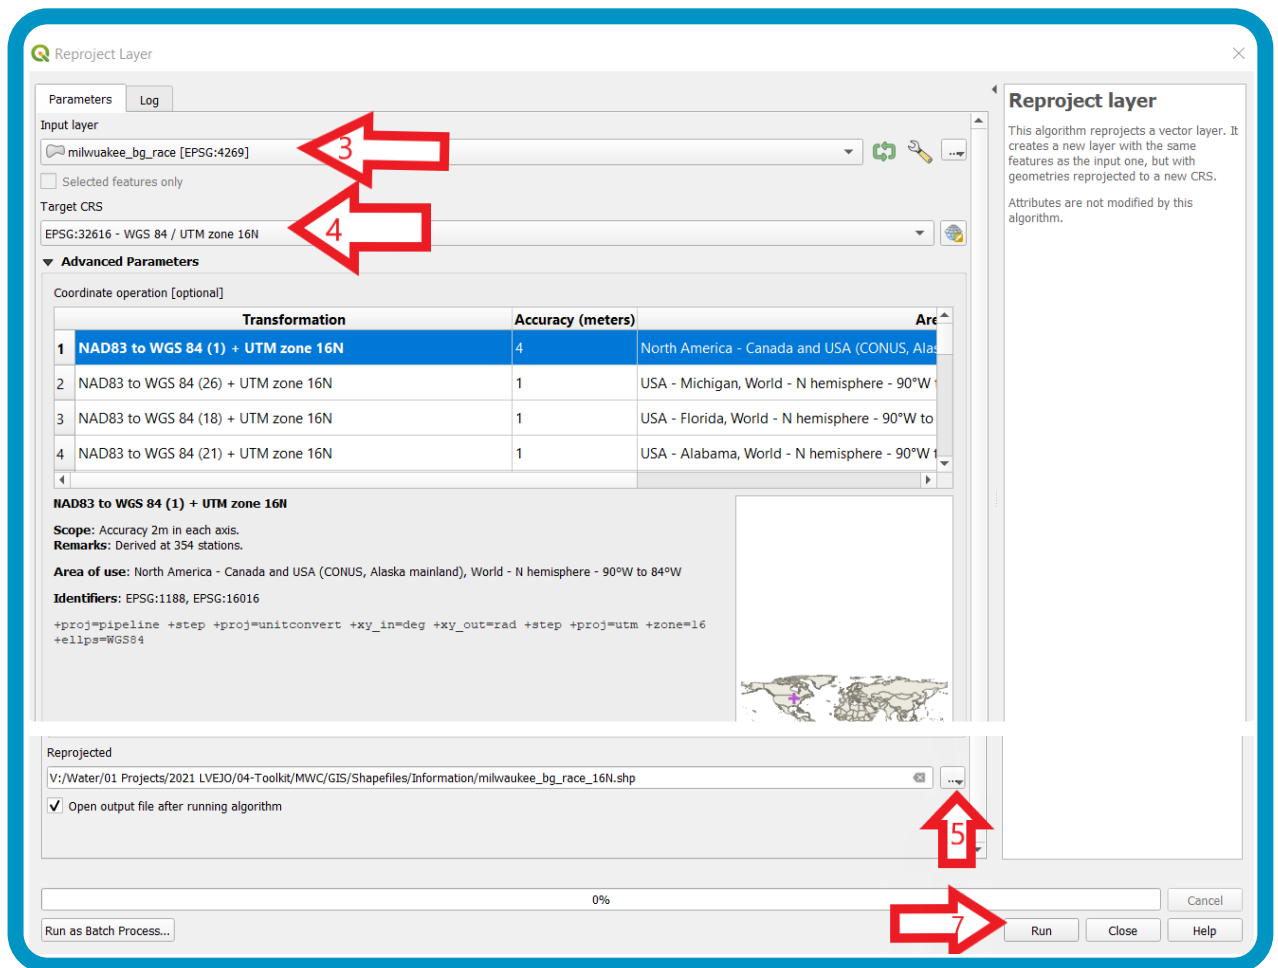 Reproject Layer
Parameters
Log
Input layer
milwuakee_bg_race [EPSG:4269]
3
...
Selected features only
Target CRS
EPSG:32616 - WGS 84 / UTM zone 16N
4
Advanced Parameters
Coordinate operation [optional]
Transformation Accuracy (meters) Are
1 NAD83 to WGS 84 (1) + UTM zone 16N 4 North America - Canada and USA (CONUS, Alas
2 NAD83 to WGS 84 (26) + UTM zone 16N 1 USA - Michigan, World - N hemisphere - 90°W t
3 NAD83 to WGS 84 (18) + UTM zone 16N 1 USA - Florida, World - N hemisphere - 90°W to
4 NAD83 to WGS 84 (21) + UTM zone 16N 1 USA - Alabama, World - N hemisphere - 90°W t
NAD83 to WGS 84 (1) + UTM zone 16N
Scope: Accuracy 2m in each axis.
Remarks: Derived at 354 stations.
Area of use: North America - Canada and USA (CONUS, Alaska mainland), World - N hemisphere - 90°W to 84°W
Identifiers: EPSG:1188, EPSG:16016
+proj=pipeline +step +proj=unitconvert +xy_in=deg +xy_out=rad +step +proj=utm +zone=16
+ellps=WGS84
Reprojected
V:/Water/01 Projects/2021 LVEJO/04-Toolkit/MWC/GIS/Shapefiles/Information/milwaukee_bg_race_16N.shp
...
Open output file after running algorithm
5
0%
Cancel
7
Run as Batch Process...
Run
Close
Help
Reproject layer
This algorithm reprojects a vector layer. It
creates a new layer with the same
features as the input one, but with
geometries reprojected to a new CRS.
Attributes are not modified by this
algorithm.